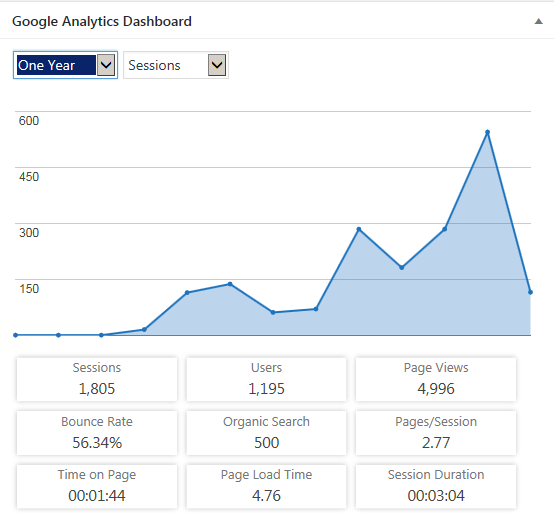 Google Analytics Dashboard
One Year Sessions
600
450
300
150
Sessions Users Page Views
1,805 1,195 4,996
Bounce Rate Organic Search Pages/Session
56.34% 500 2.77
Time on Page Page Load Time Session Duration
00:01:44 4.76 00:03:04